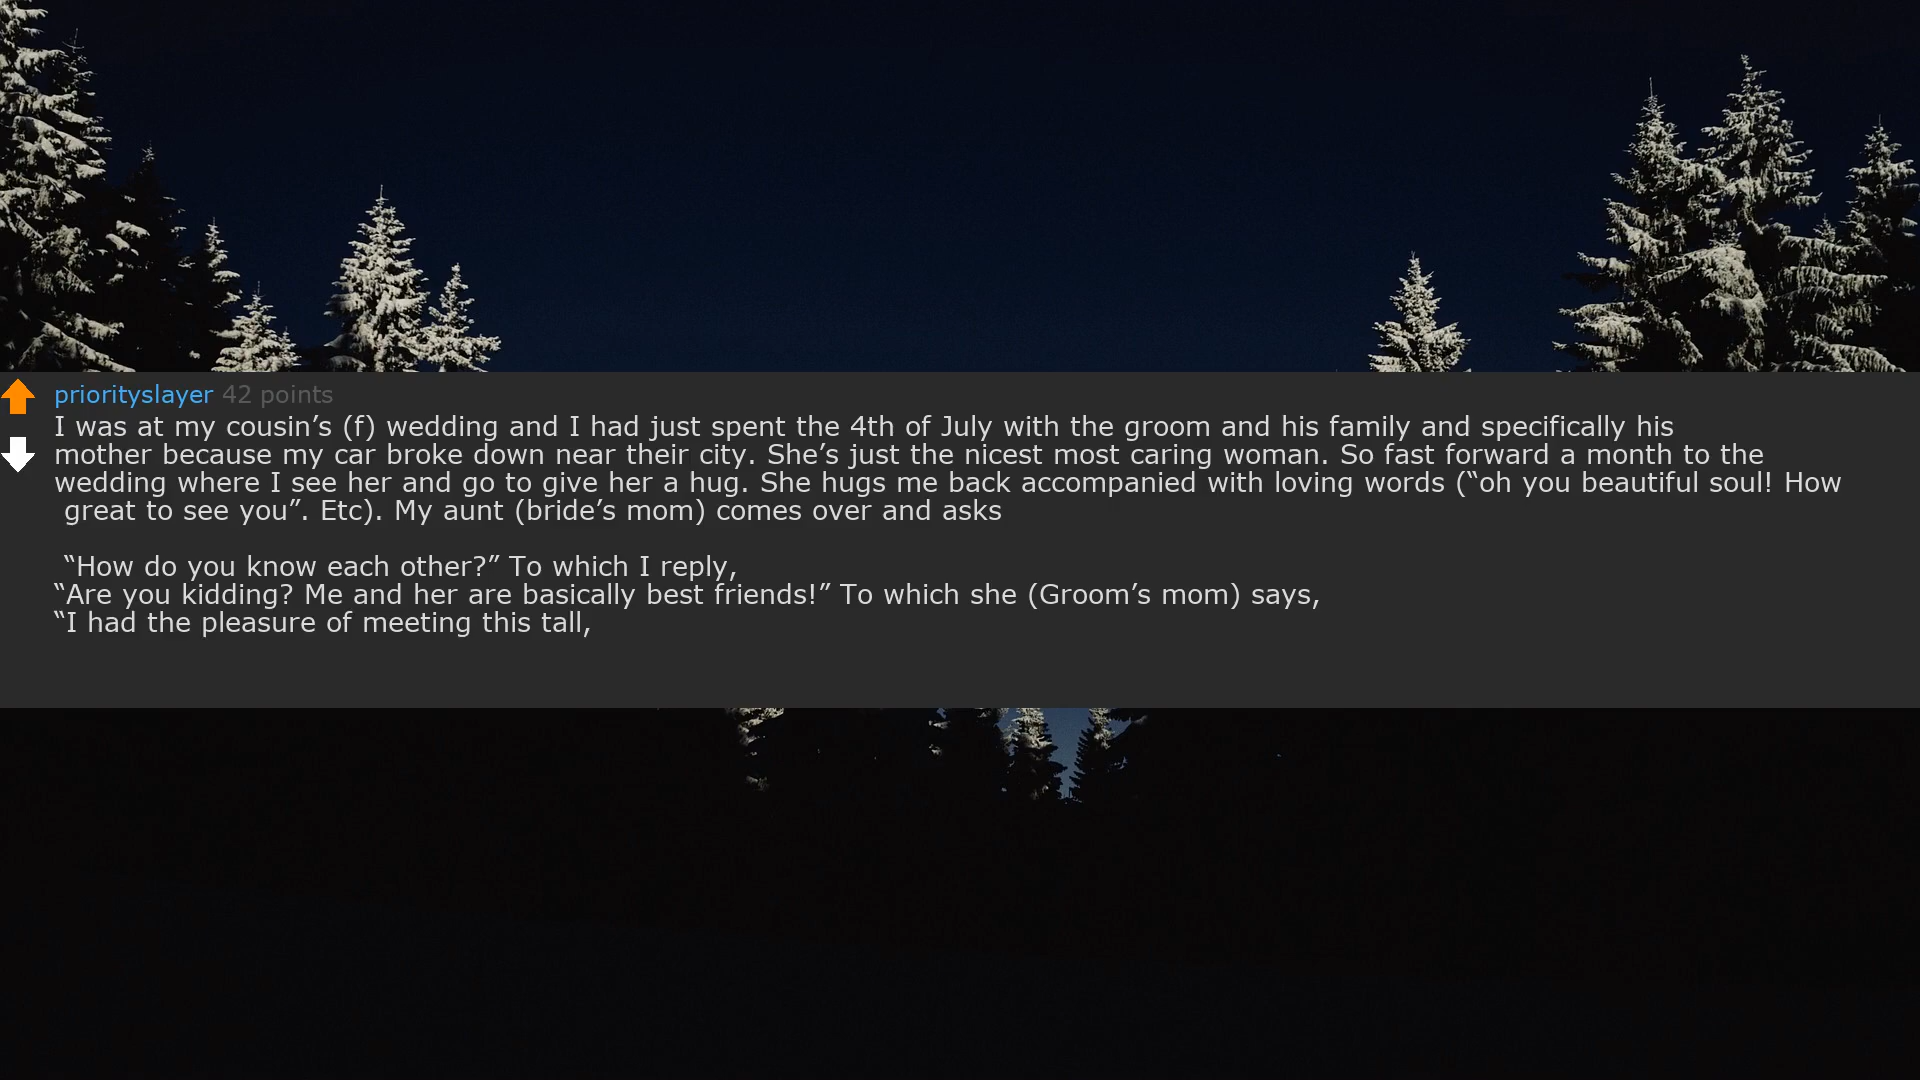 priorityslayer 42 points
I was at my cousin’s (f) wedding and I had just spent the 4th of July with the groom and his family and specifically his
mother because my car broke down near their city. She’s just the nicest most caring woman. So fast forward a month to the
wedding where I see her and go to give her a hug. She hugs me back accompanied with loving words (“oh you beautiful soul! How
great to see you”. Etc). My aunt (bride’s mom) comes over and asks
“How do you know each other?” To which I reply,
“Are you kidding? Me and her are basically best friends!” To which she (Groom’s mom) says,
“I had the pleasure of meeting this tall,